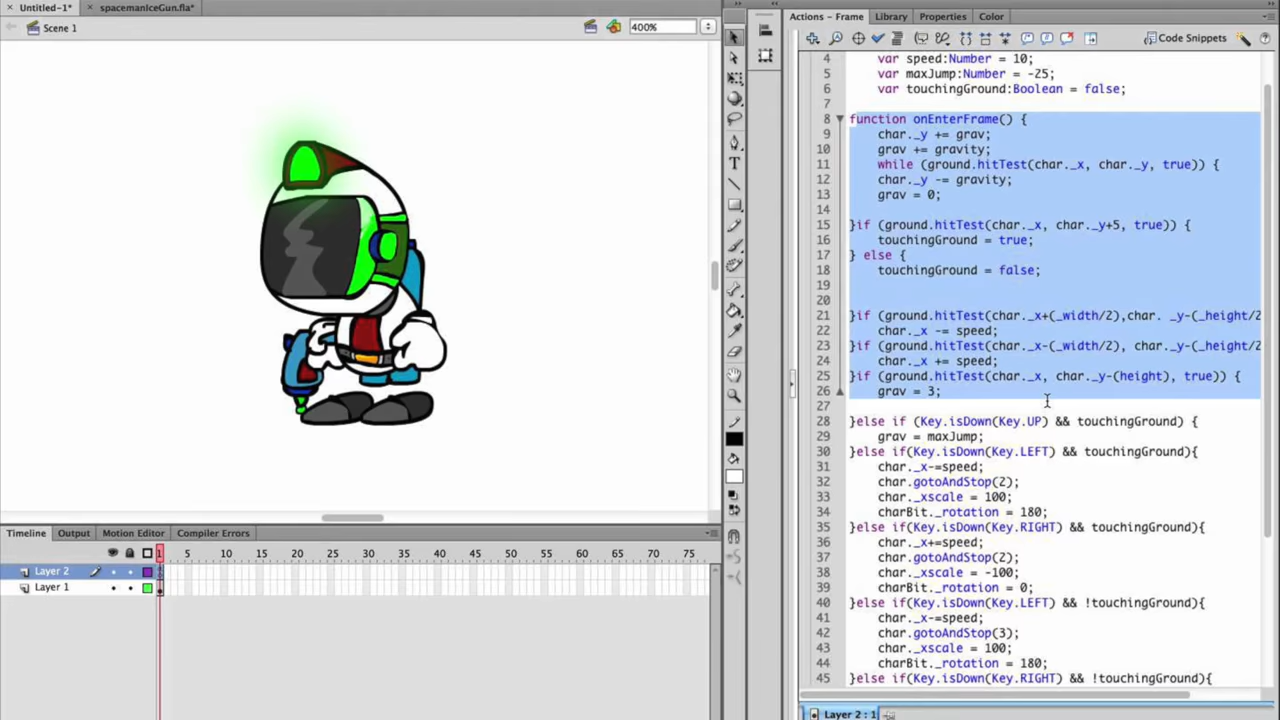 Untitled-1*
spacemanIceGun.fla*
Scene 1
400%
Timeline
Output
Motion Editor
Compiler Errors
1 5 10 15 20 25 30 35 40 45 50 55 60 65 70 75
Layer 2
Layer 1
Actions - Frame
Library
Properties
Color
Code Snippets
4 var speed:Number = 10;
5 var maxJump:Number = -25;
6 var touchingGround:Boolean = false;
7
8 function onEnterFrame() {
9 char._y += grav;
10 grav += gravity;
11 while (ground.hitTest(char._x, char._y, true)) {
12 char._y -= gravity;
13 grav = 0;
14
15 }if (ground.hitTest(char._x, char._y+5, true)) {
16 touchingGround = true;
17 } else {
18 touchingGround = false;
19
20
21 }if (ground.hitTest(char._x+(_width/2),char. _y-(_height/2
22 char._x -= speed;
23 }if (ground.hitTest(char._x-(_width/2), char._y-(_height/2
24 char._x += speed;
25 }if (ground.hitTest(char._x, char._y-(height), true)) {
26 grav = 3;
27
28 }else if (Key.isDown(Key.UP) && touchingGround) {
29 grav = maxJump;
30 }else if(Key.isDown(Key.LEFT) && touchingGround){
31 char._x-=speed;
32 char.gotoAndStop(2);
33 char._xscale = 100;
34 charBit._rotation = 180;
35 }else if(Key.isDown(Key.RIGHT) && touchingGround){
36 char._x+=speed;
37 char.gotoAndStop(2);
38 char._xscale = -100;
39 charBit._rotation = 0;
40 }else if(Key.isDown(Key.LEFT) && !touchingGround){
41 char._x-=speed;
42 char.gotoAndStop(3);
43 char._xscale = 100;
44 charBit._rotation = 180;
45 }else if(Key.isDown(Key.RIGHT) && !touchingGround){
Layer 2 : 1